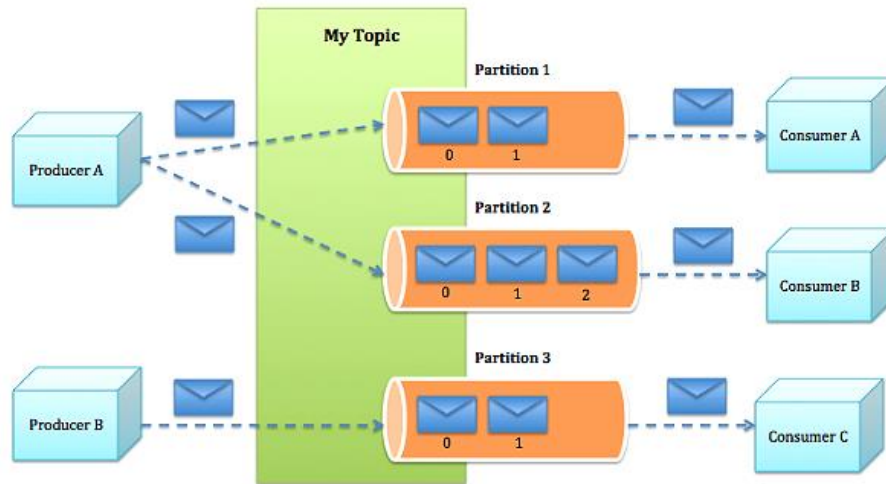 My Topic
Partition 1
0 1
Producer A
Consumer A
Partition 2
0 1 2
Consumer B
Partition 3
0 1
Producer B
Consumer C